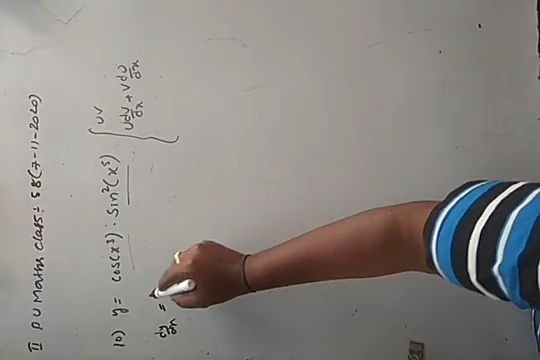 II PU Maths class: 58 (7-11-2020)
10) y = cos(x³) · sin²(x⁵) { uv
u dv/dx + v du/dx }
dy/dx =